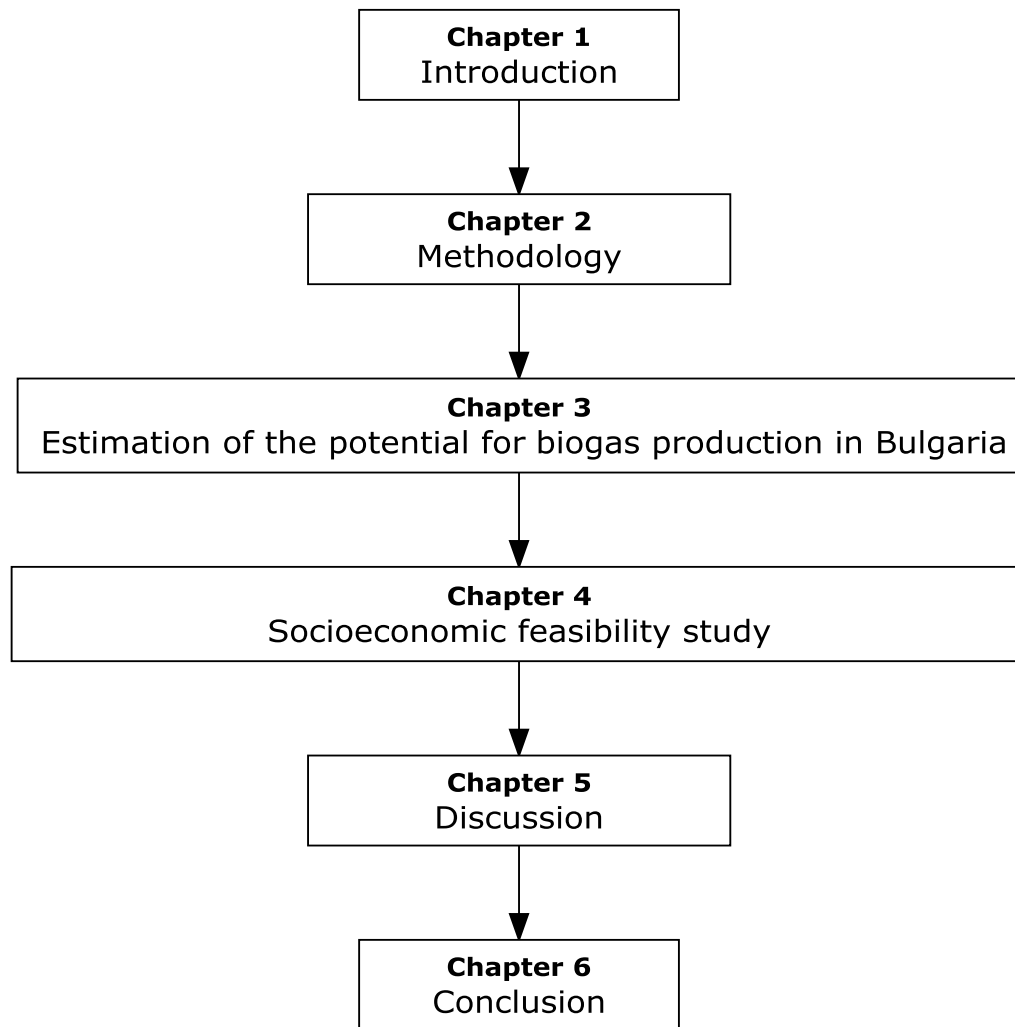 Chapter 1
Introduction
Chapter 2
Methodology
Chapter 3
Estimation of the potential for biogas production in Bulgaria
Chapter 4
Socioeconomic feasibility study
Chapter 5
Discussion
Chapter 6
Conclusion